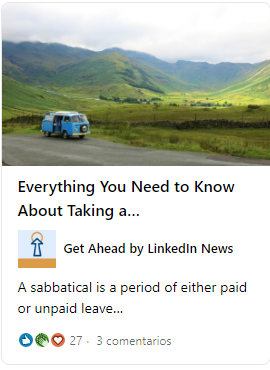 Everything You Need to Know
About Taking a...
Get Ahead by LinkedIn News
A sabbatical is a period of either paid
or unpaid leave...
27 · 3 comentarios